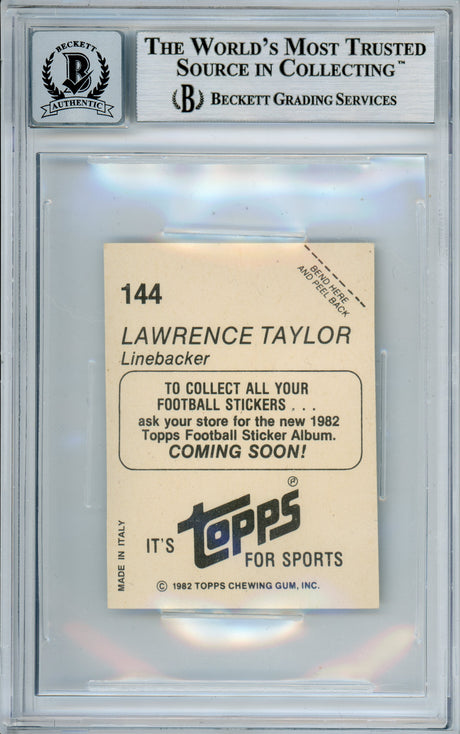 BECKETT
B
AUTHENTIC
THE WORLD'S MOST TRUSTED
SOURCE IN COLLECTING™
B BECKETT GRADING SERVICES
BEND HERE
AND PEEL BACK
144
LAWRENCE TAYLOR
Linebacker
TO COLLECT ALL YOUR
FOOTBALL STICKERS . . .
ask your store for the new 1982
Topps Football Sticker Album.
COMING SOON!
IT'S topps®
FOR SPORTS
MADE IN ITALY
© 1982 TOPPS CHEWING GUM, INC.